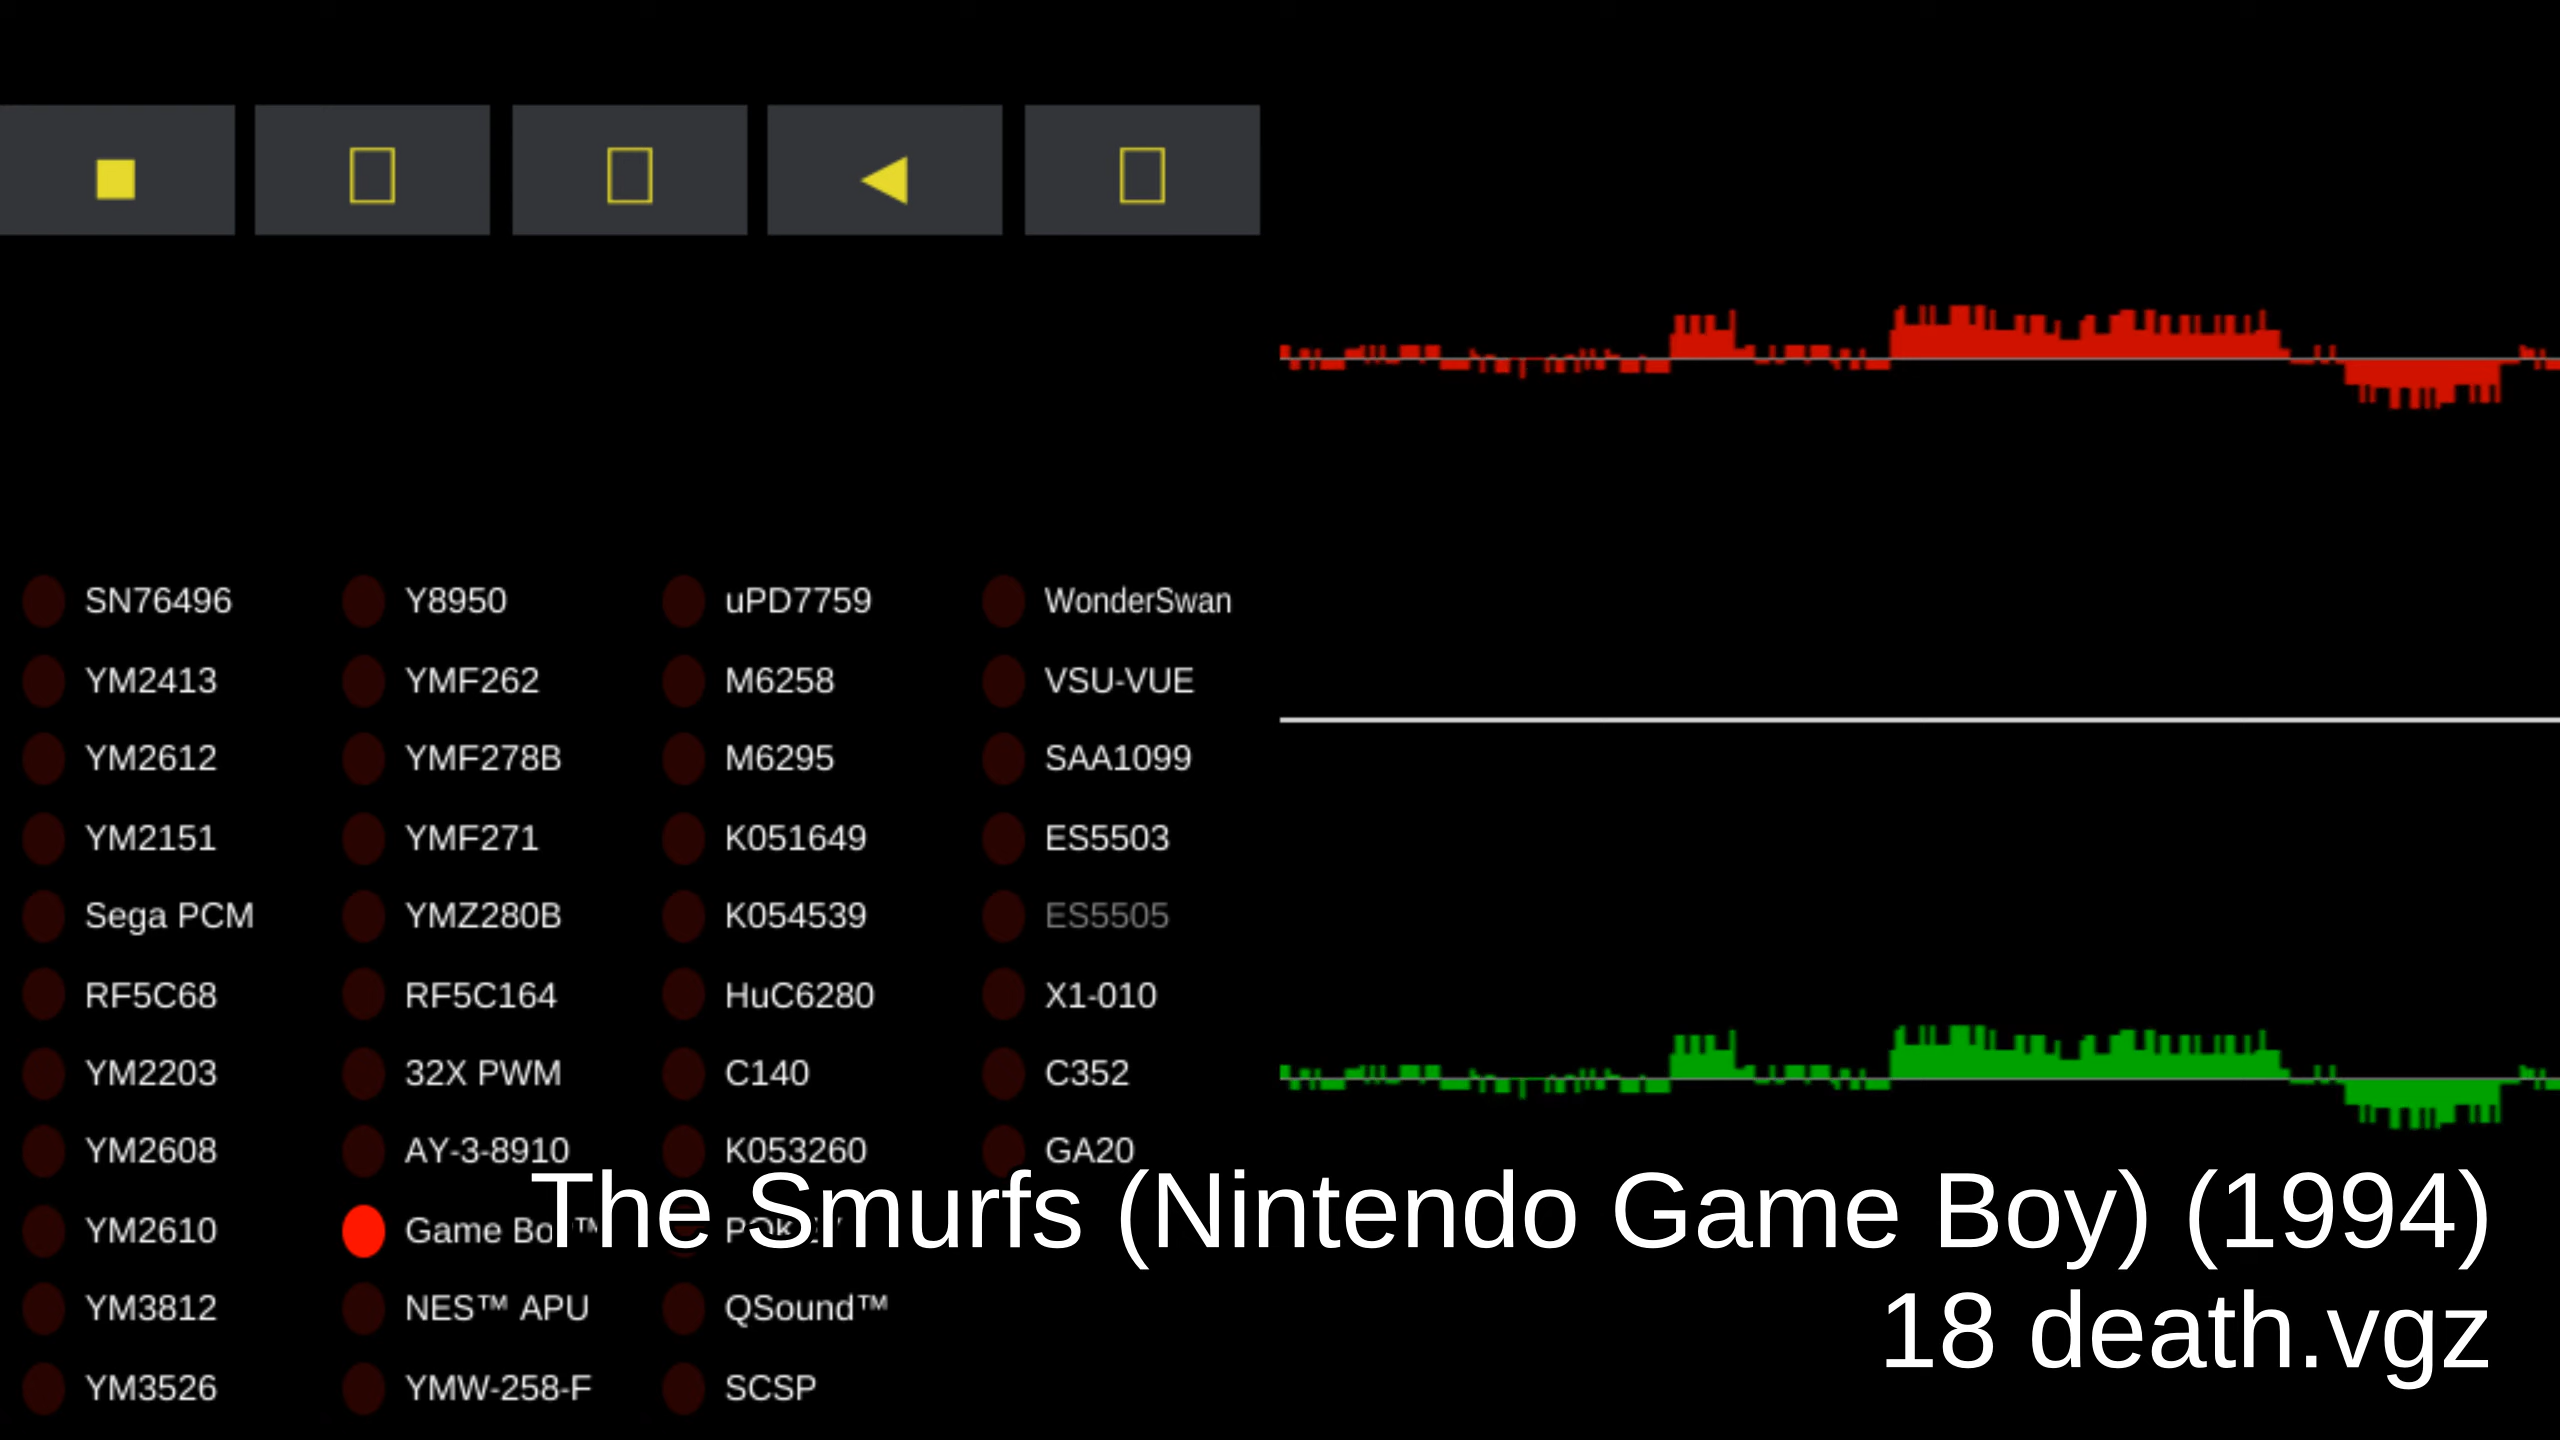 SN76496 Y8950 uPD7759 WonderSwan
YM2413 YMF262 M6258 VSU-VUE
YM2612 YMF278B M6295 SAA1099
YM2151 YMF271 K051649 ES5503
Sega PCM YMZ280B K054539 ES5505
RF5C68 RF5C164 HuC6280 X1-010
YM2203 32X PWM C140 C352
YM2608 AY-3-8910 K053260 GA20
YM2610 Game Boy™
The Smurfs (Nintendo Game Boy) (1994)
YM3812 NES™ APU QSound™
18 death.vgz
YM3526 YMW-258-F SCSP